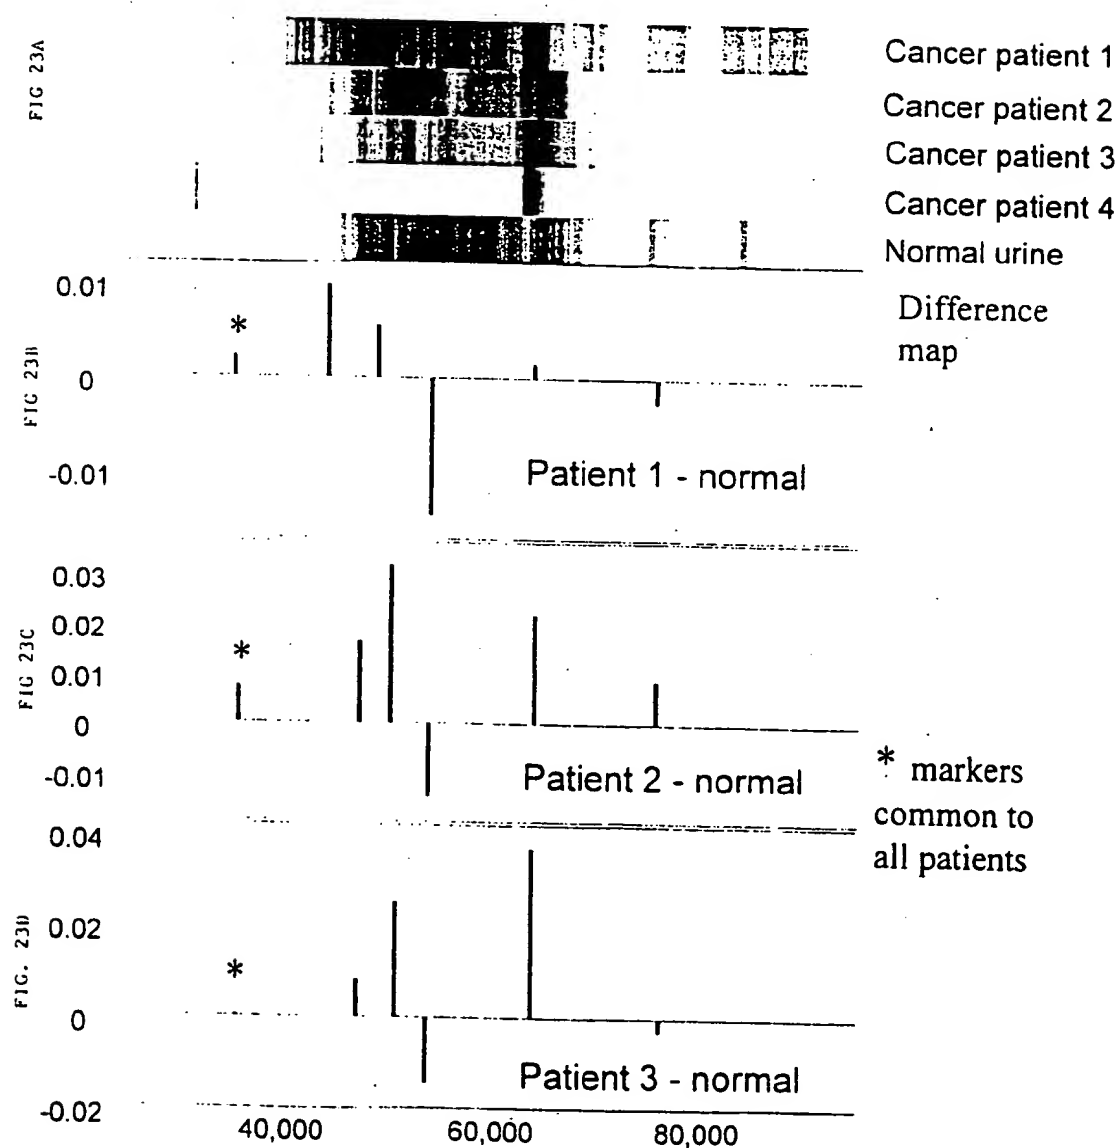 FIG 23A
Cancer patient 1
Cancer patient 2
Cancer patient 3
Cancer patient 4
Normal urine
Difference
map
FIG 23B
0.01
*
0
-0.01
Patient 1 - normal
FIG 23C
0.03
0.02
*
0.01
0
-0.01
Patient 2 - normal
* markers
common to
all patients
FIG. 23D
0.04
0.02
*
0
-0.02
Patient 3 - normal
40,000
60,000
80,000